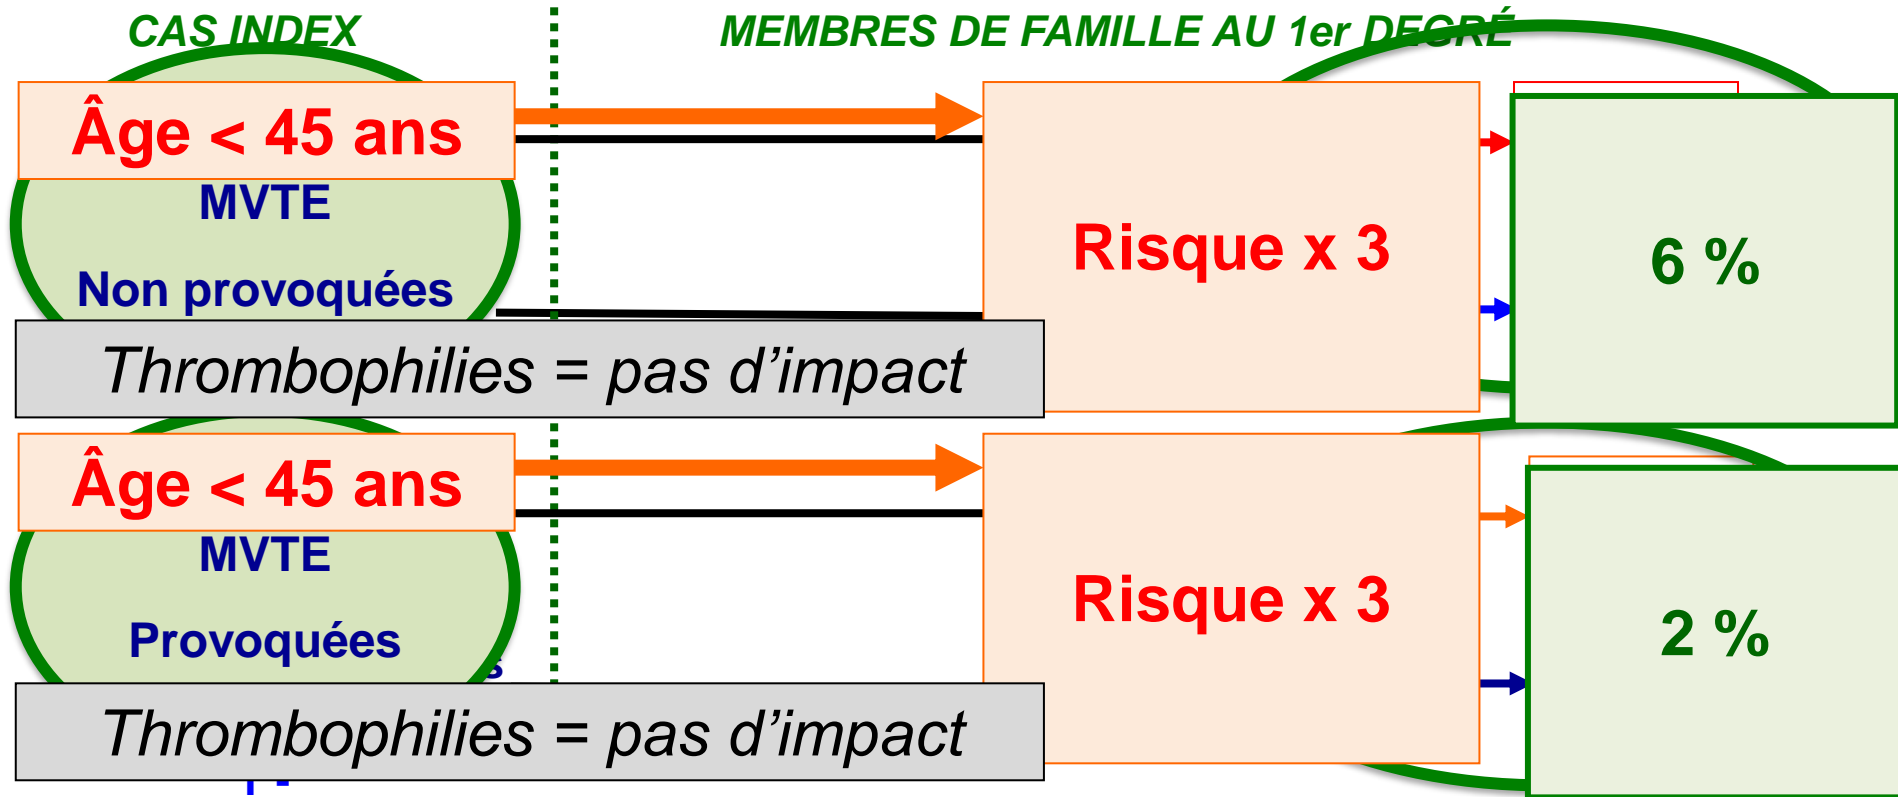 CAS INDEX
MEMBRES DE FAMILLE AU 1er DEGRÉ
Âge < 45 ans
MVTE
Non provoquées
Risque x 3
6 %
Thrombophilies = pas d’impact
Âge < 45 ans
MVTE
Provoquées
Risque x 3
2 %
Thrombophilies = pas d’impact